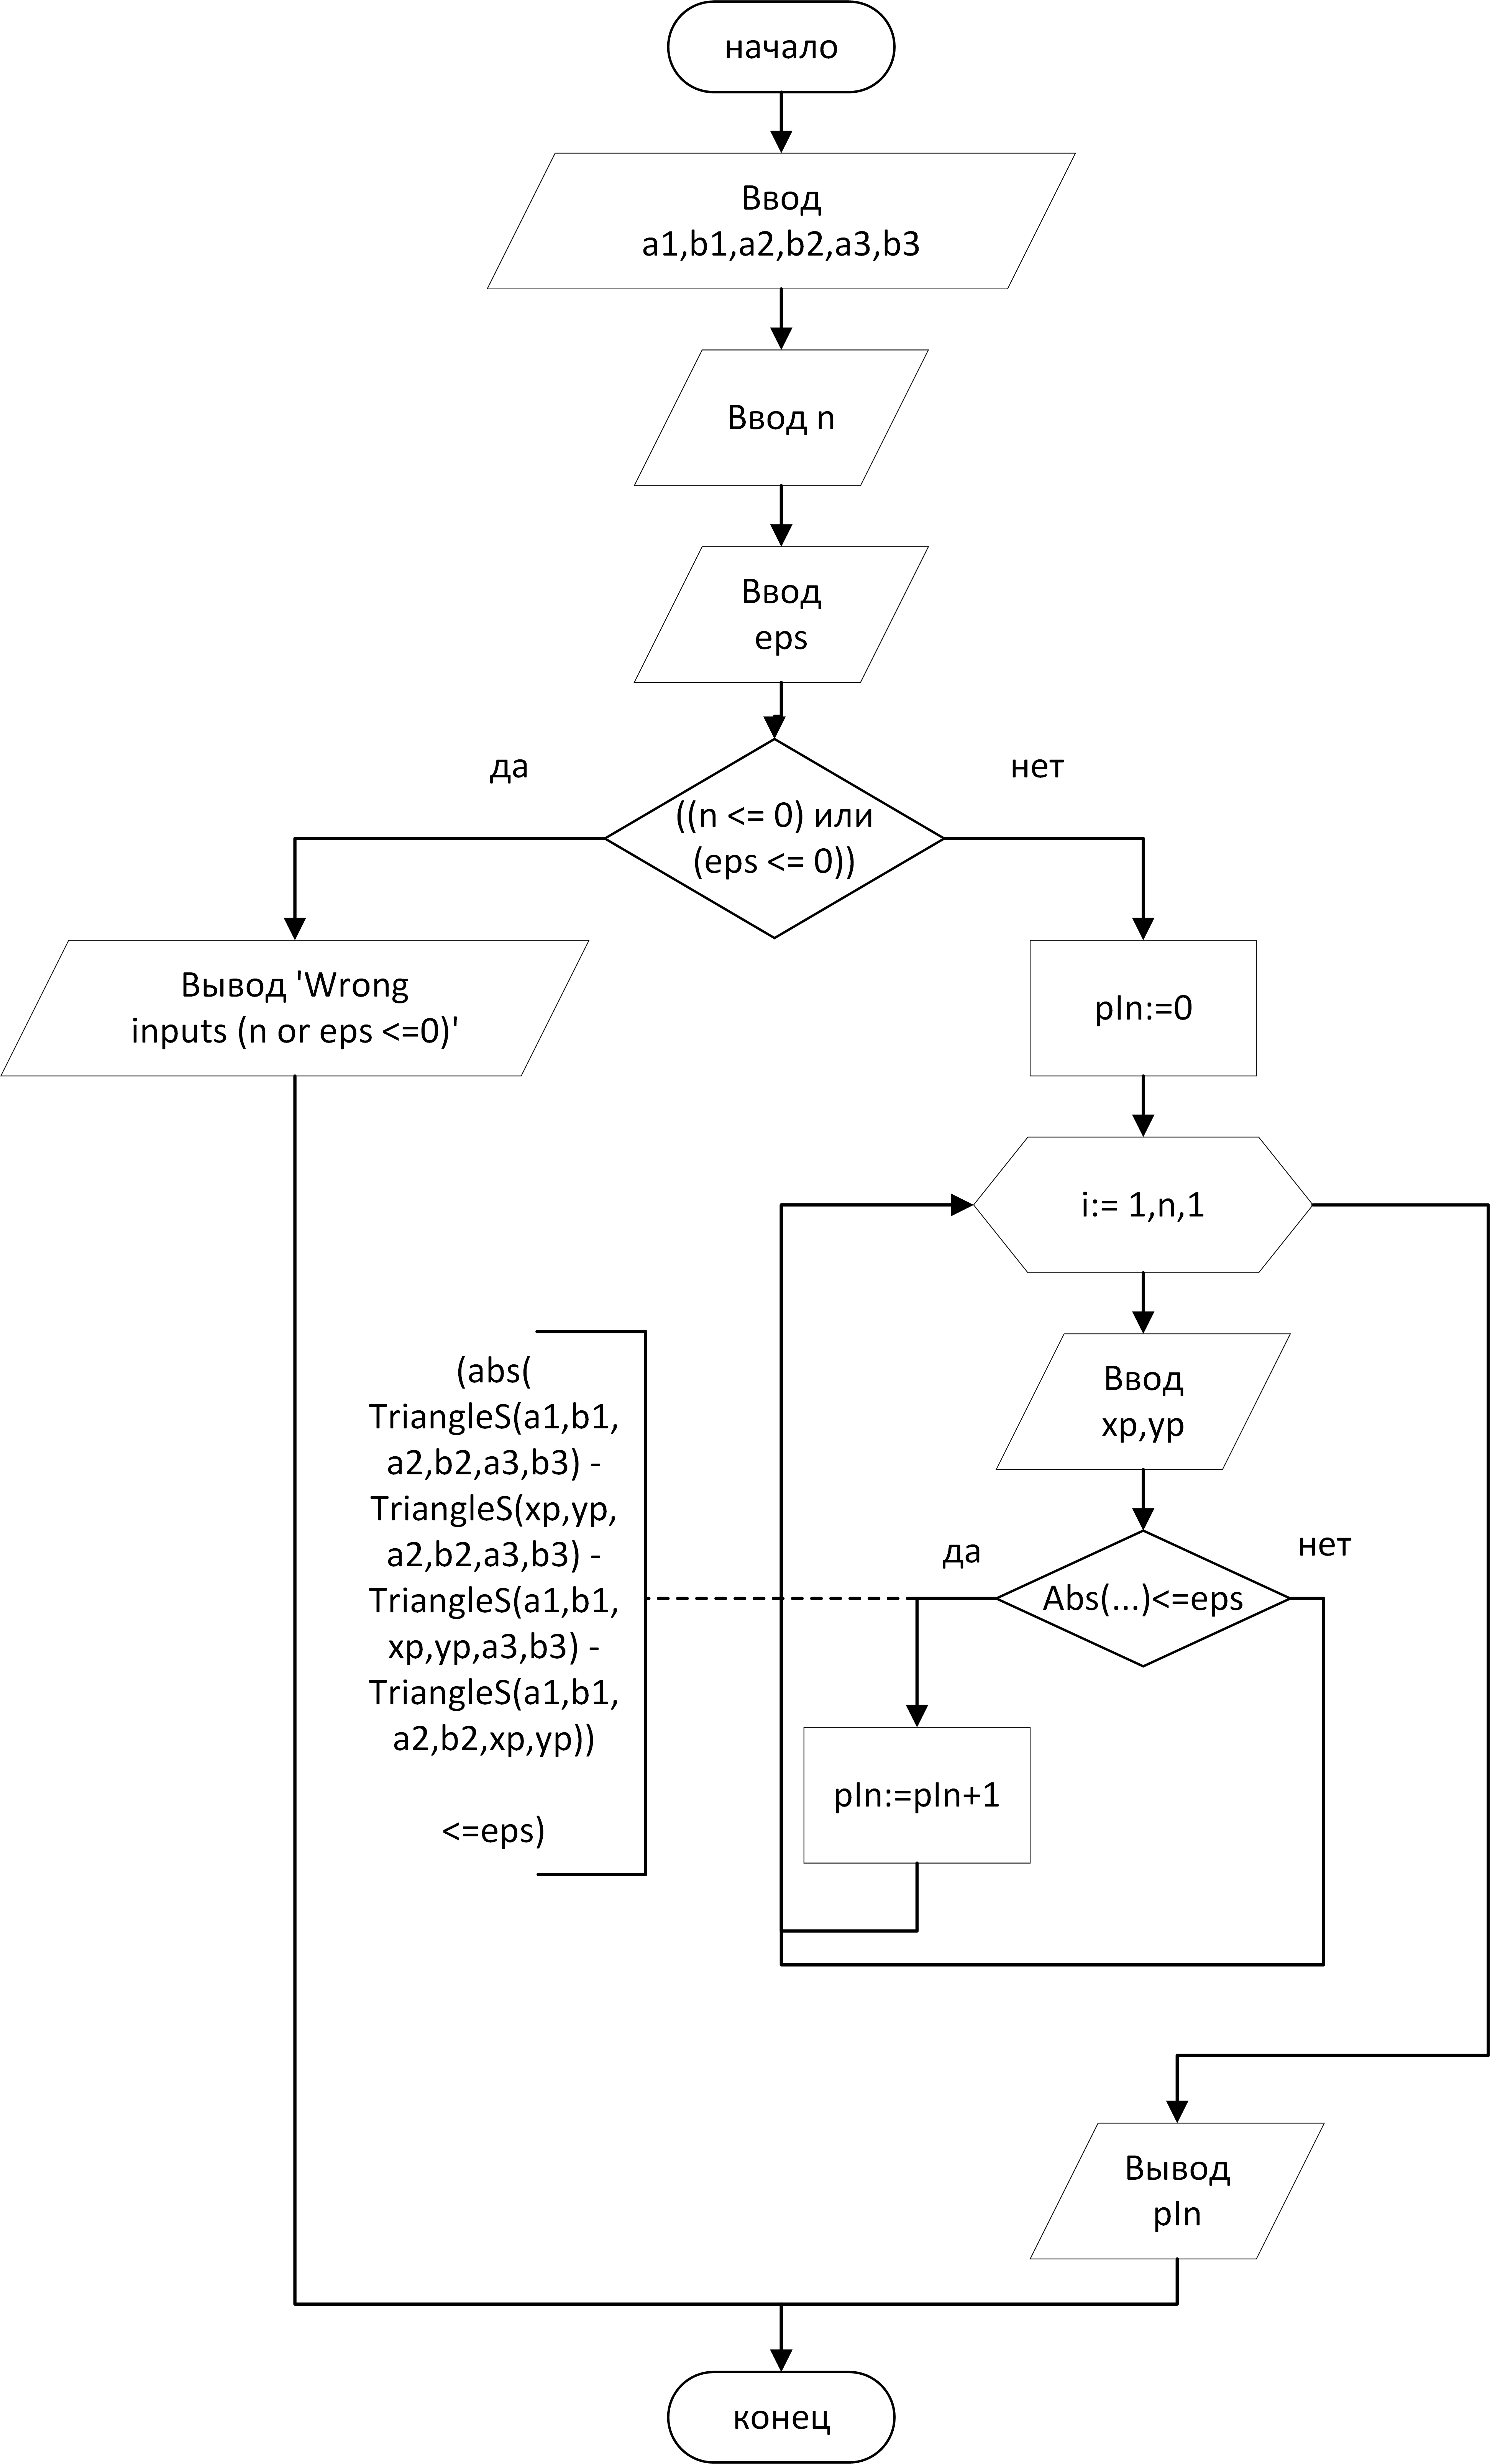 начало
Ввод
a1,b1,a2,b2,a3,b3
Ввод n
Ввод
eps
да
нет
((n <= 0) или
(eps <= 0))
Вывод 'Wrong
inputs (n or eps <=0)'
pIn:=0
i:= 1,n,1
Ввод
xp,yp
(abs(
TriangleS(a1,b1,
a2,b2,a3,b3) -
TriangleS(xp,yp,
a2,b2,a3,b3) -
TriangleS(a1,b1,
xp,yp,a3,b3) -
TriangleS(a1,b1,
a2,b2,xp,yp))
<=eps)
да
нет
Abs(...)<=eps
pIn:=pIn+1
Вывод
pIn
конец